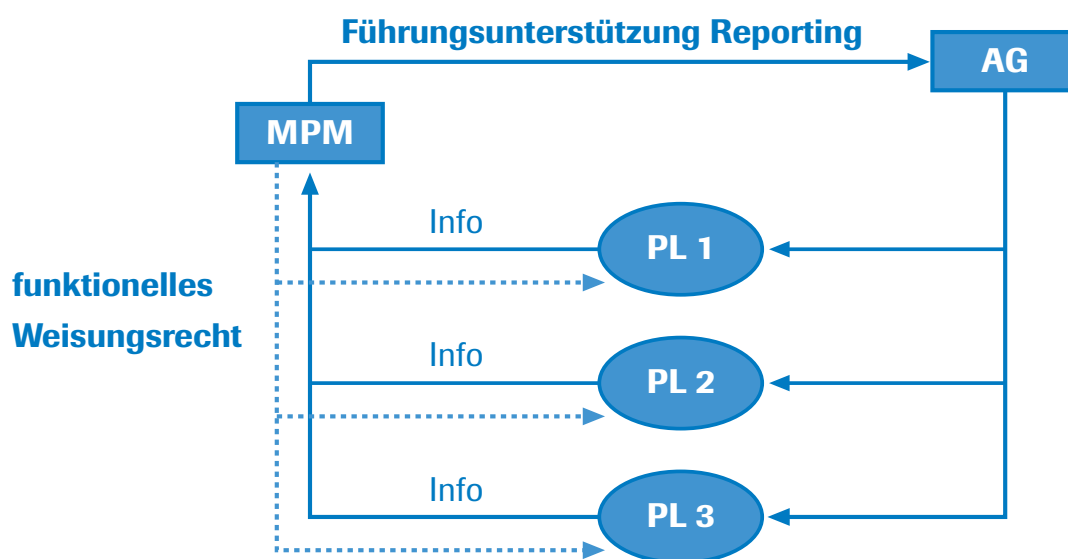 Führungsunterstützung Reporting
AG
MPM
Info
PL 1
funktionelles
Weisungsrecht
Info
PL 2
Info
PL 3